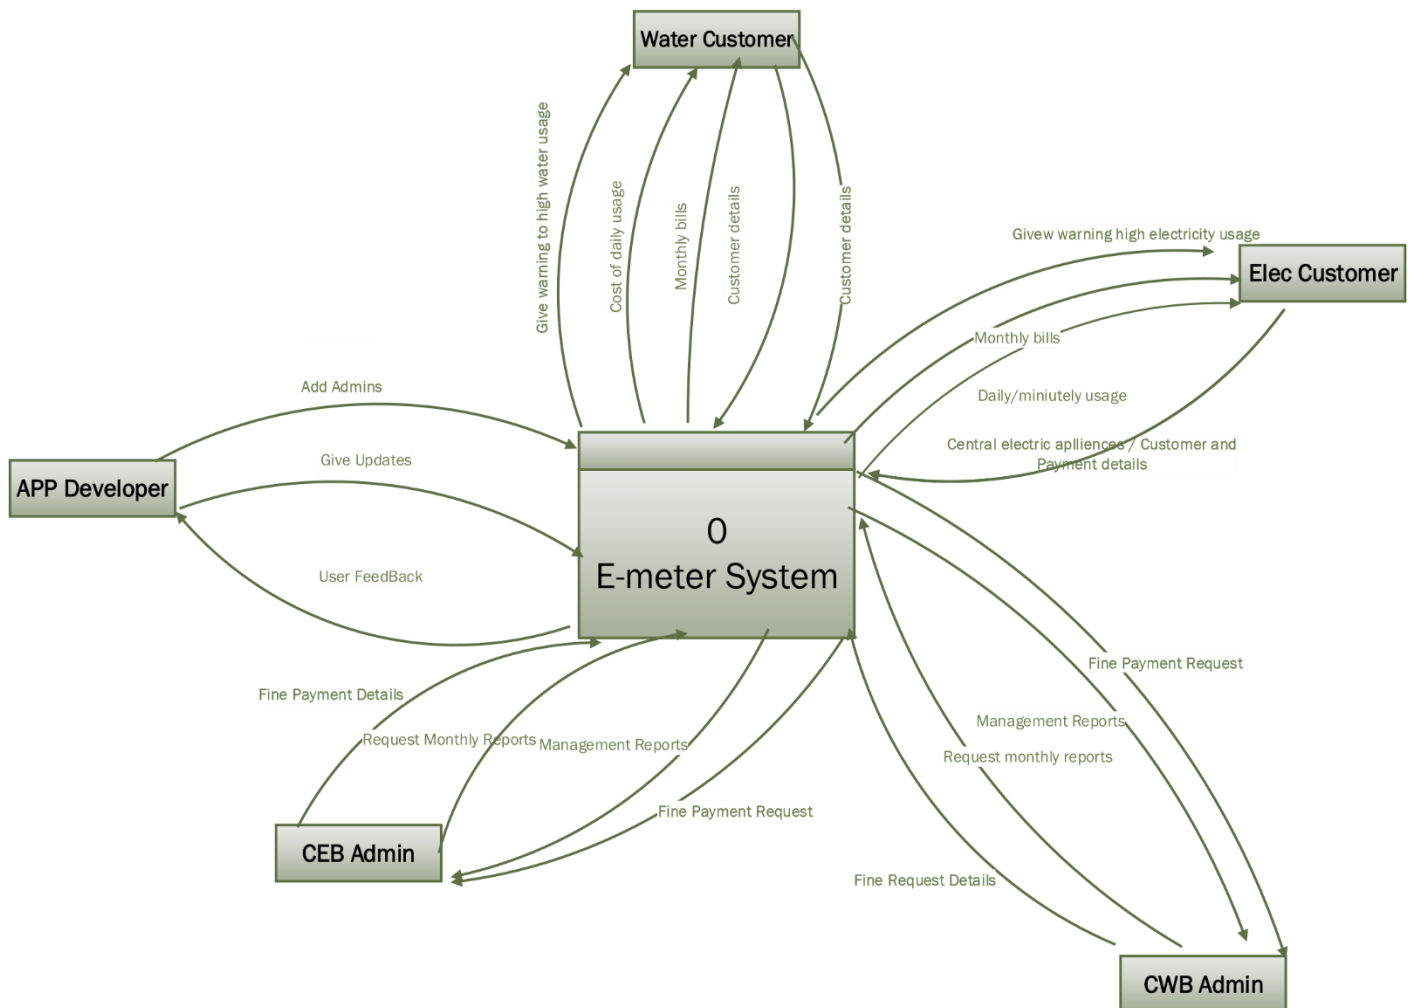 Water Customer
Give warning to high water usage
Cost of daily usage
Monthly bills
Customer details
Customer details
Givew warning high electricity usage
Elec Customer
Monthly bills
Daily/miniutely usage
Central electric aplliences / Customer and
Payment details
Add Admins
Give Updates
APP Developer
User FeedBack
0
E-meter System
Fine Payment Details
Request Monthly Reports
Management Reports
Fine Payment Request
CEB Admin
Fine Payment Request
Management Reports
Request monthly reports
Fine Request Details
CWB Admin